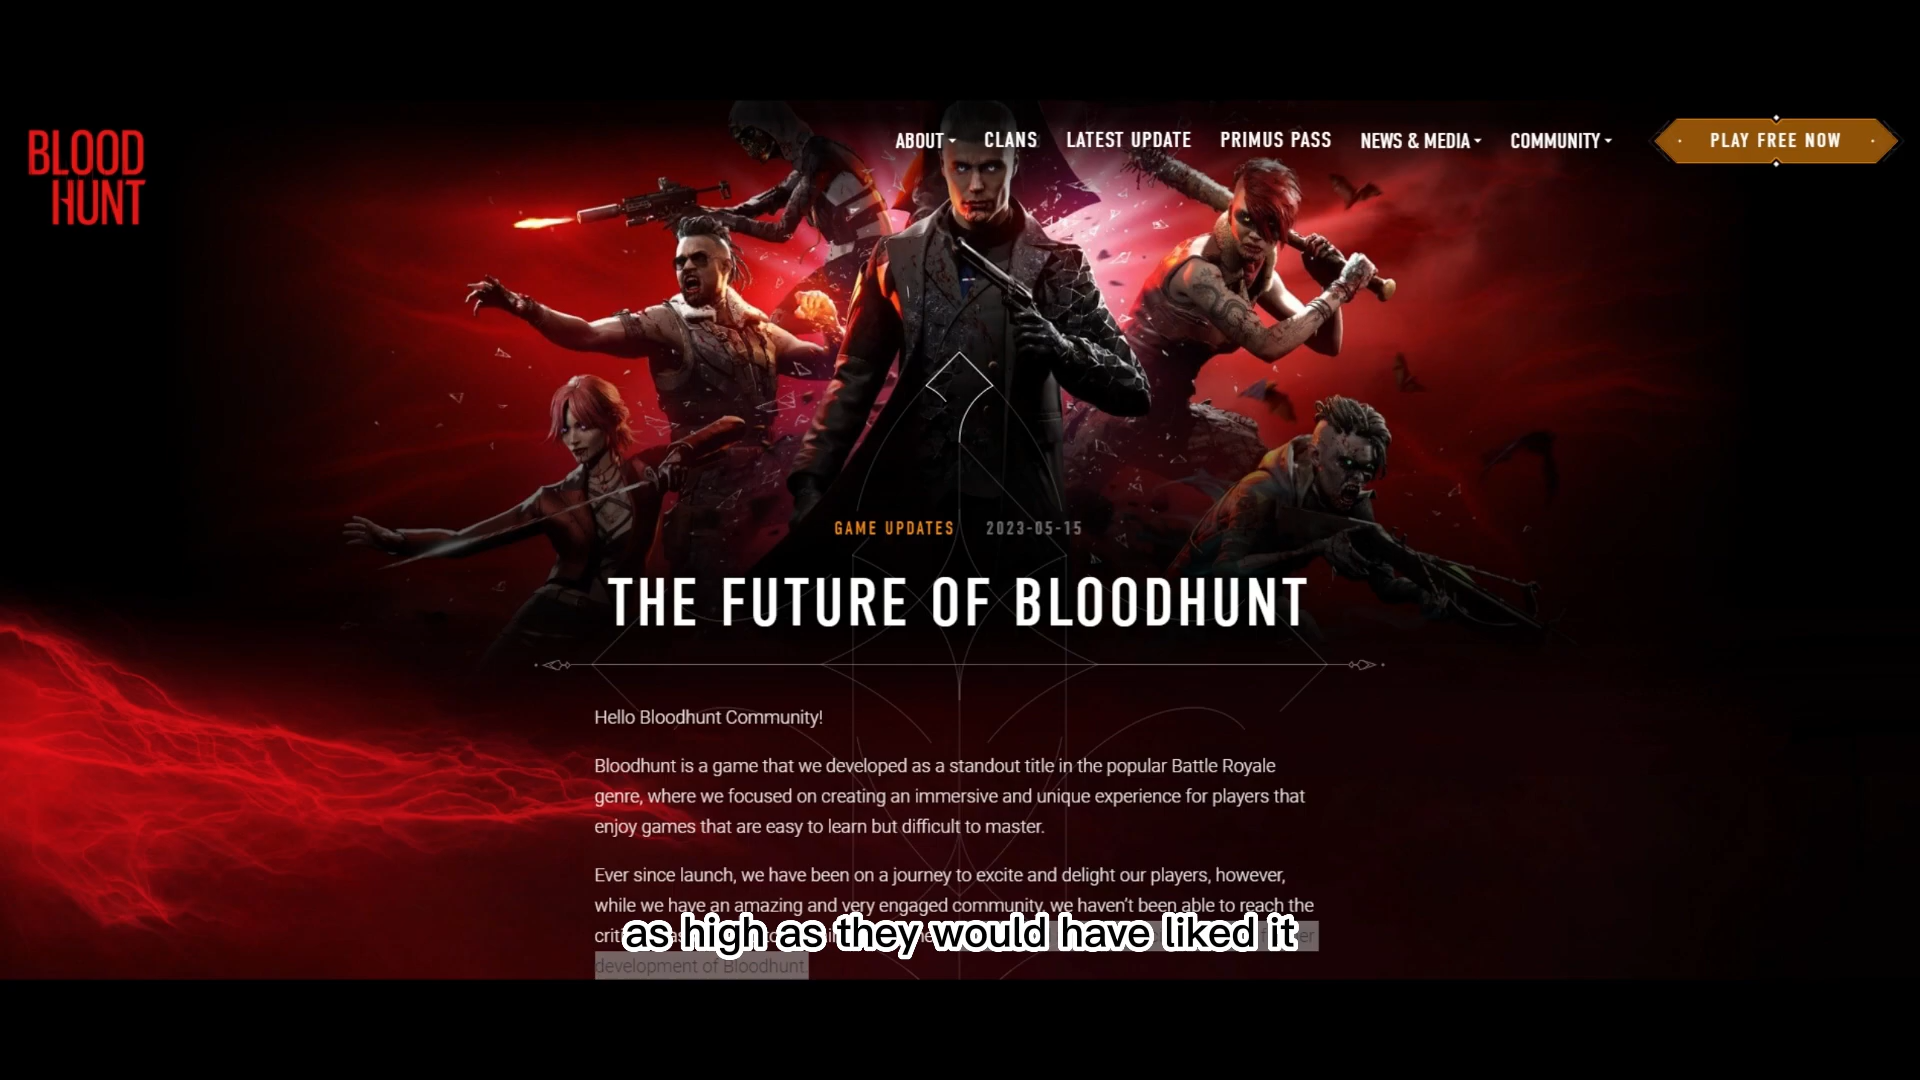 BLOOD
HUNT
ABOUT CLANS LATEST UPDATE PRIMUS PASS NEWS & MEDIA COMMUNITY PLAY FREE NOW
GAME UPDATES 2023-05-15
THE FUTURE OF BLOODHUNT
Hello Bloodhunt Community!
Bloodhunt is a game that we developed as a standout title in the popular Battle Royale
genre, where we focused on creating an immersive and unique experience for players that
enjoy games that are easy to learn but difficult to master.
Ever since launch, we have been on a journey to excite and delight our players, however,
while we have an amazing and very engaged community, we haven't been able to reach the
as high as they would have liked it
development of Bloodhunt.